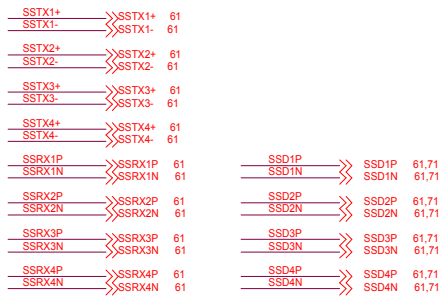 SSTX1+ SSTX1+ 61
SSTX1- SSTX1- 61
SSTX2+ SSTX2+ 61
SSTX2- SSTX2- 61
SSTX3+ SSTX3+ 61
SSTX3- SSTX3- 61
SSTX4+ SSTX4+ 61
SSTX4- SSTX4- 61
SSRX1P SSRX1P 61 SSD1P SSD1P 61,71
SSRX1N SSRX1N 61 SSD1N SSD1N 61,71
SSRX2P SSRX2P 61 SSD2P SSD2P 61,71
SSRX2N SSRX2N 61 SSD2N SSD2N 61,71
SSRX3P SSRX3P 61 SSD3P SSD3P 61,71
SSRX3N SSRX3N 61 SSD3N SSD3N 61,71
SSRX4P SSRX4P 61 SSD4P SSD4P 61,71
SSRX4N SSRX4N 61 SSD4N SSD4N 61,71